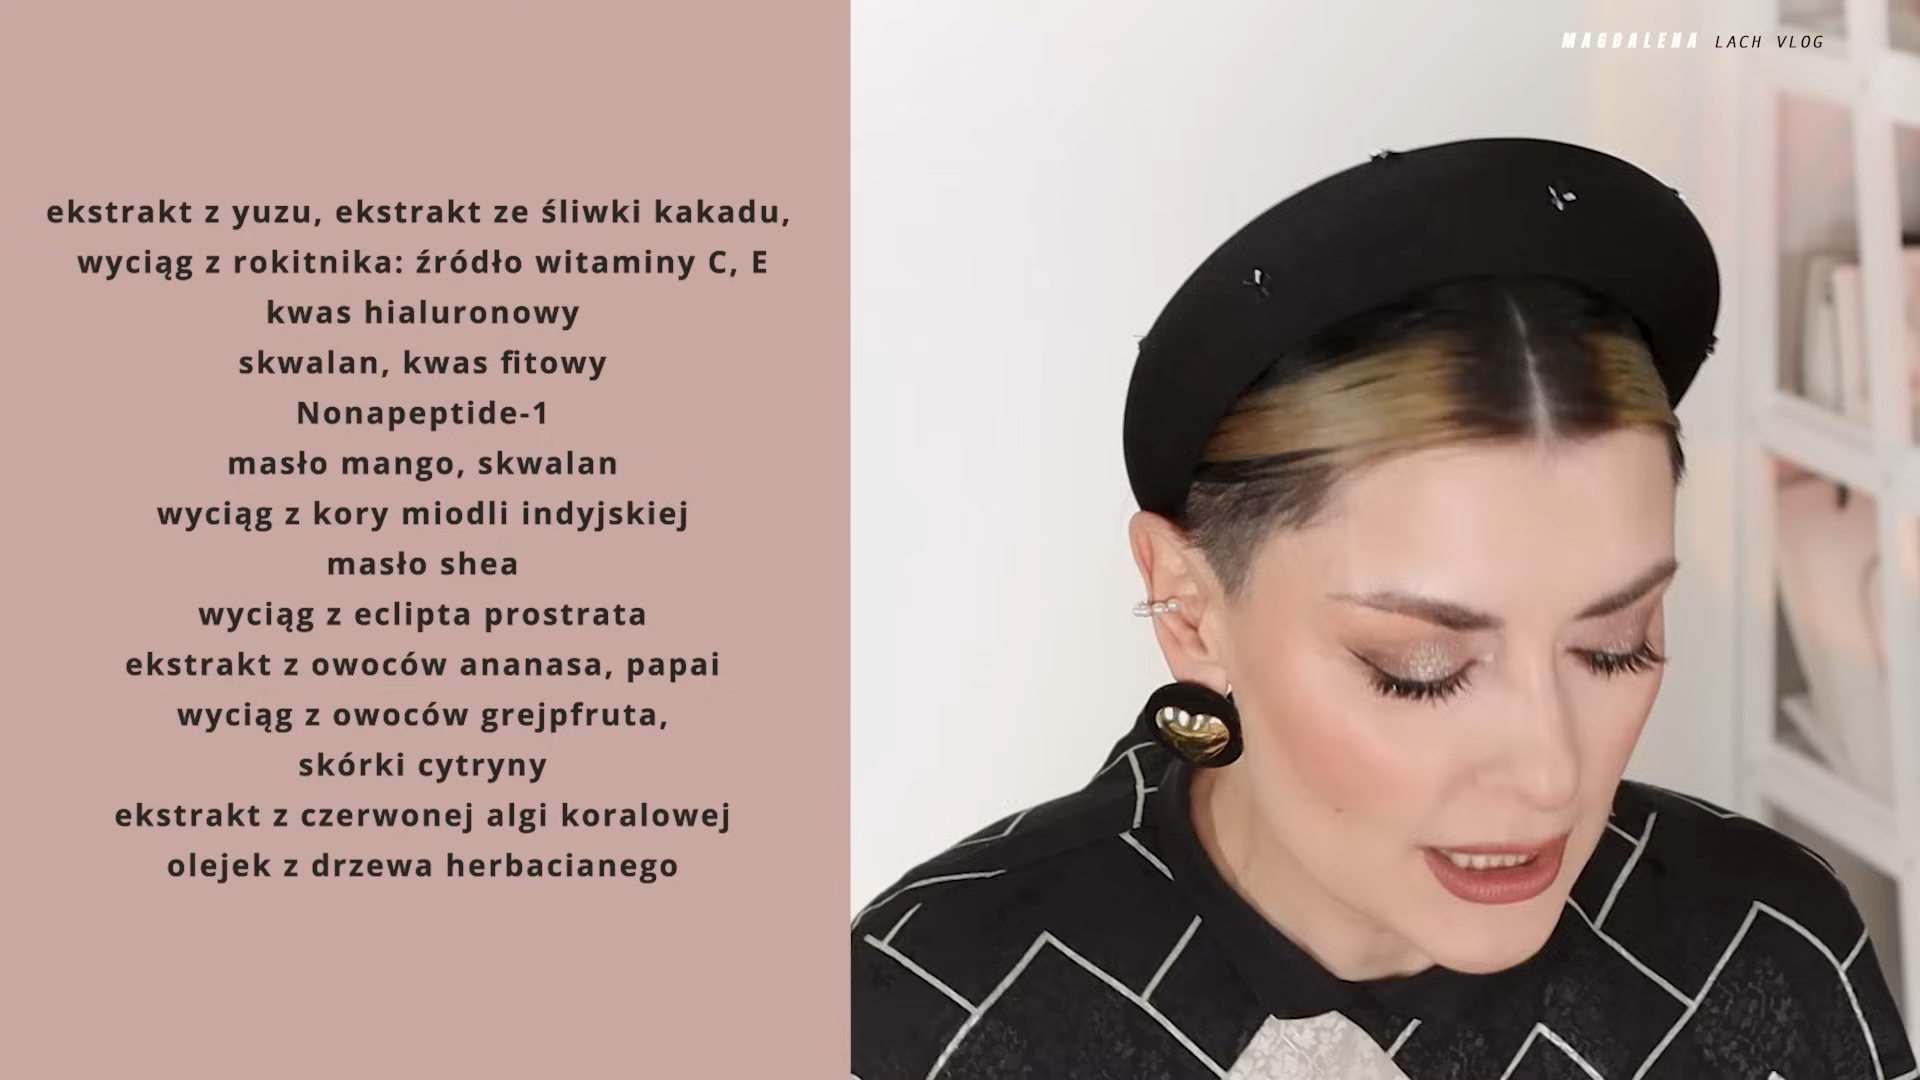 MAGDALENA LACH VLOG
ekstrakt z yuzu, ekstrakt ze śliwki kakadu,
wyciąg z rokitnika: źródło witaminy C, E
kwas hialuronowy
skwalan, kwas fitowy
Nonapeptide-1
masło mango, skwalan
wyciąg z kory miodli indyjskiej
masło shea
wyciąg z eclipta prostrata
ekstrakt z owoców ananasa, papai
wyciąg z owoców grejpfruta,
skórki cytryny
ekstrakt z czerwonej algi koralowej
olejek z drzewa herbacianego